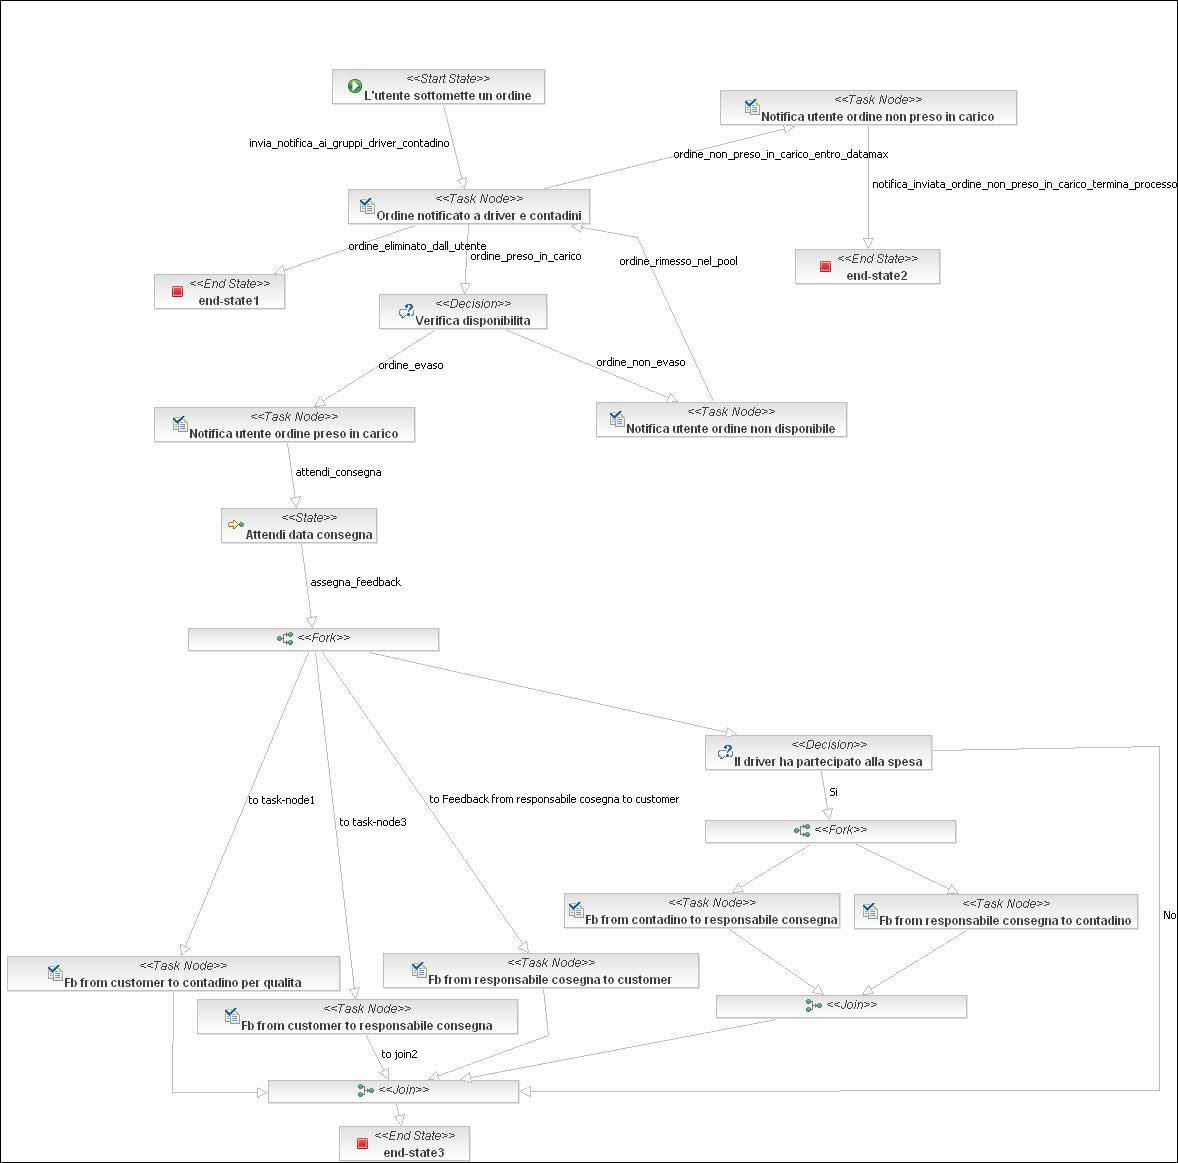 <<Start State>>
L'utente sottomette un ordine
<<Task Node>>
Notifica utente ordine non preso in carico
invia_notifica_ai_gruppi_driver_contadino
ordine_non_preso_in_carico_entro_datamax
notifica_inviata_ordine_non_preso_in_carico_termina_processo
<<Task Node>>
Ordine notificato a driver e contadini
ordine_eliminato_dall_utente
ordine_preso_in_carico
ordine_rimesso_nel_pool
<<End State>>
end-state2
<<End State>>
end-state1
<<Decision>>
Verifica disponibilita
ordine_evaso
ordine_non_evaso
<<Task Node>>
Notifica utente ordine preso in carico
<<Task Node>>
Notifica utente ordine non disponibile
attendi_consegna
<<State>>
Attendi data consegna
assegna_feedback
<<Fork>>
<<Decision>>
Il driver ha partecipato alla spesa
to task-node1
to task-node3
to Feedback from responsabile cosegna to customer
Si
<<Fork>>
<<Task Node>>
Fb from contadino to responsabile consegna
<<Task Node>>
Fb from responsabile consegna to contadino
No
<<Task Node>>
Fb from customer to contadino per qualita
<<Task Node>>
Fb from responsabile cosegna to customer
<<Task Node>>
Fb from customer to responsabile consegna
<<Join>>
to join2
<<Join>>
<<End State>>
end-state3